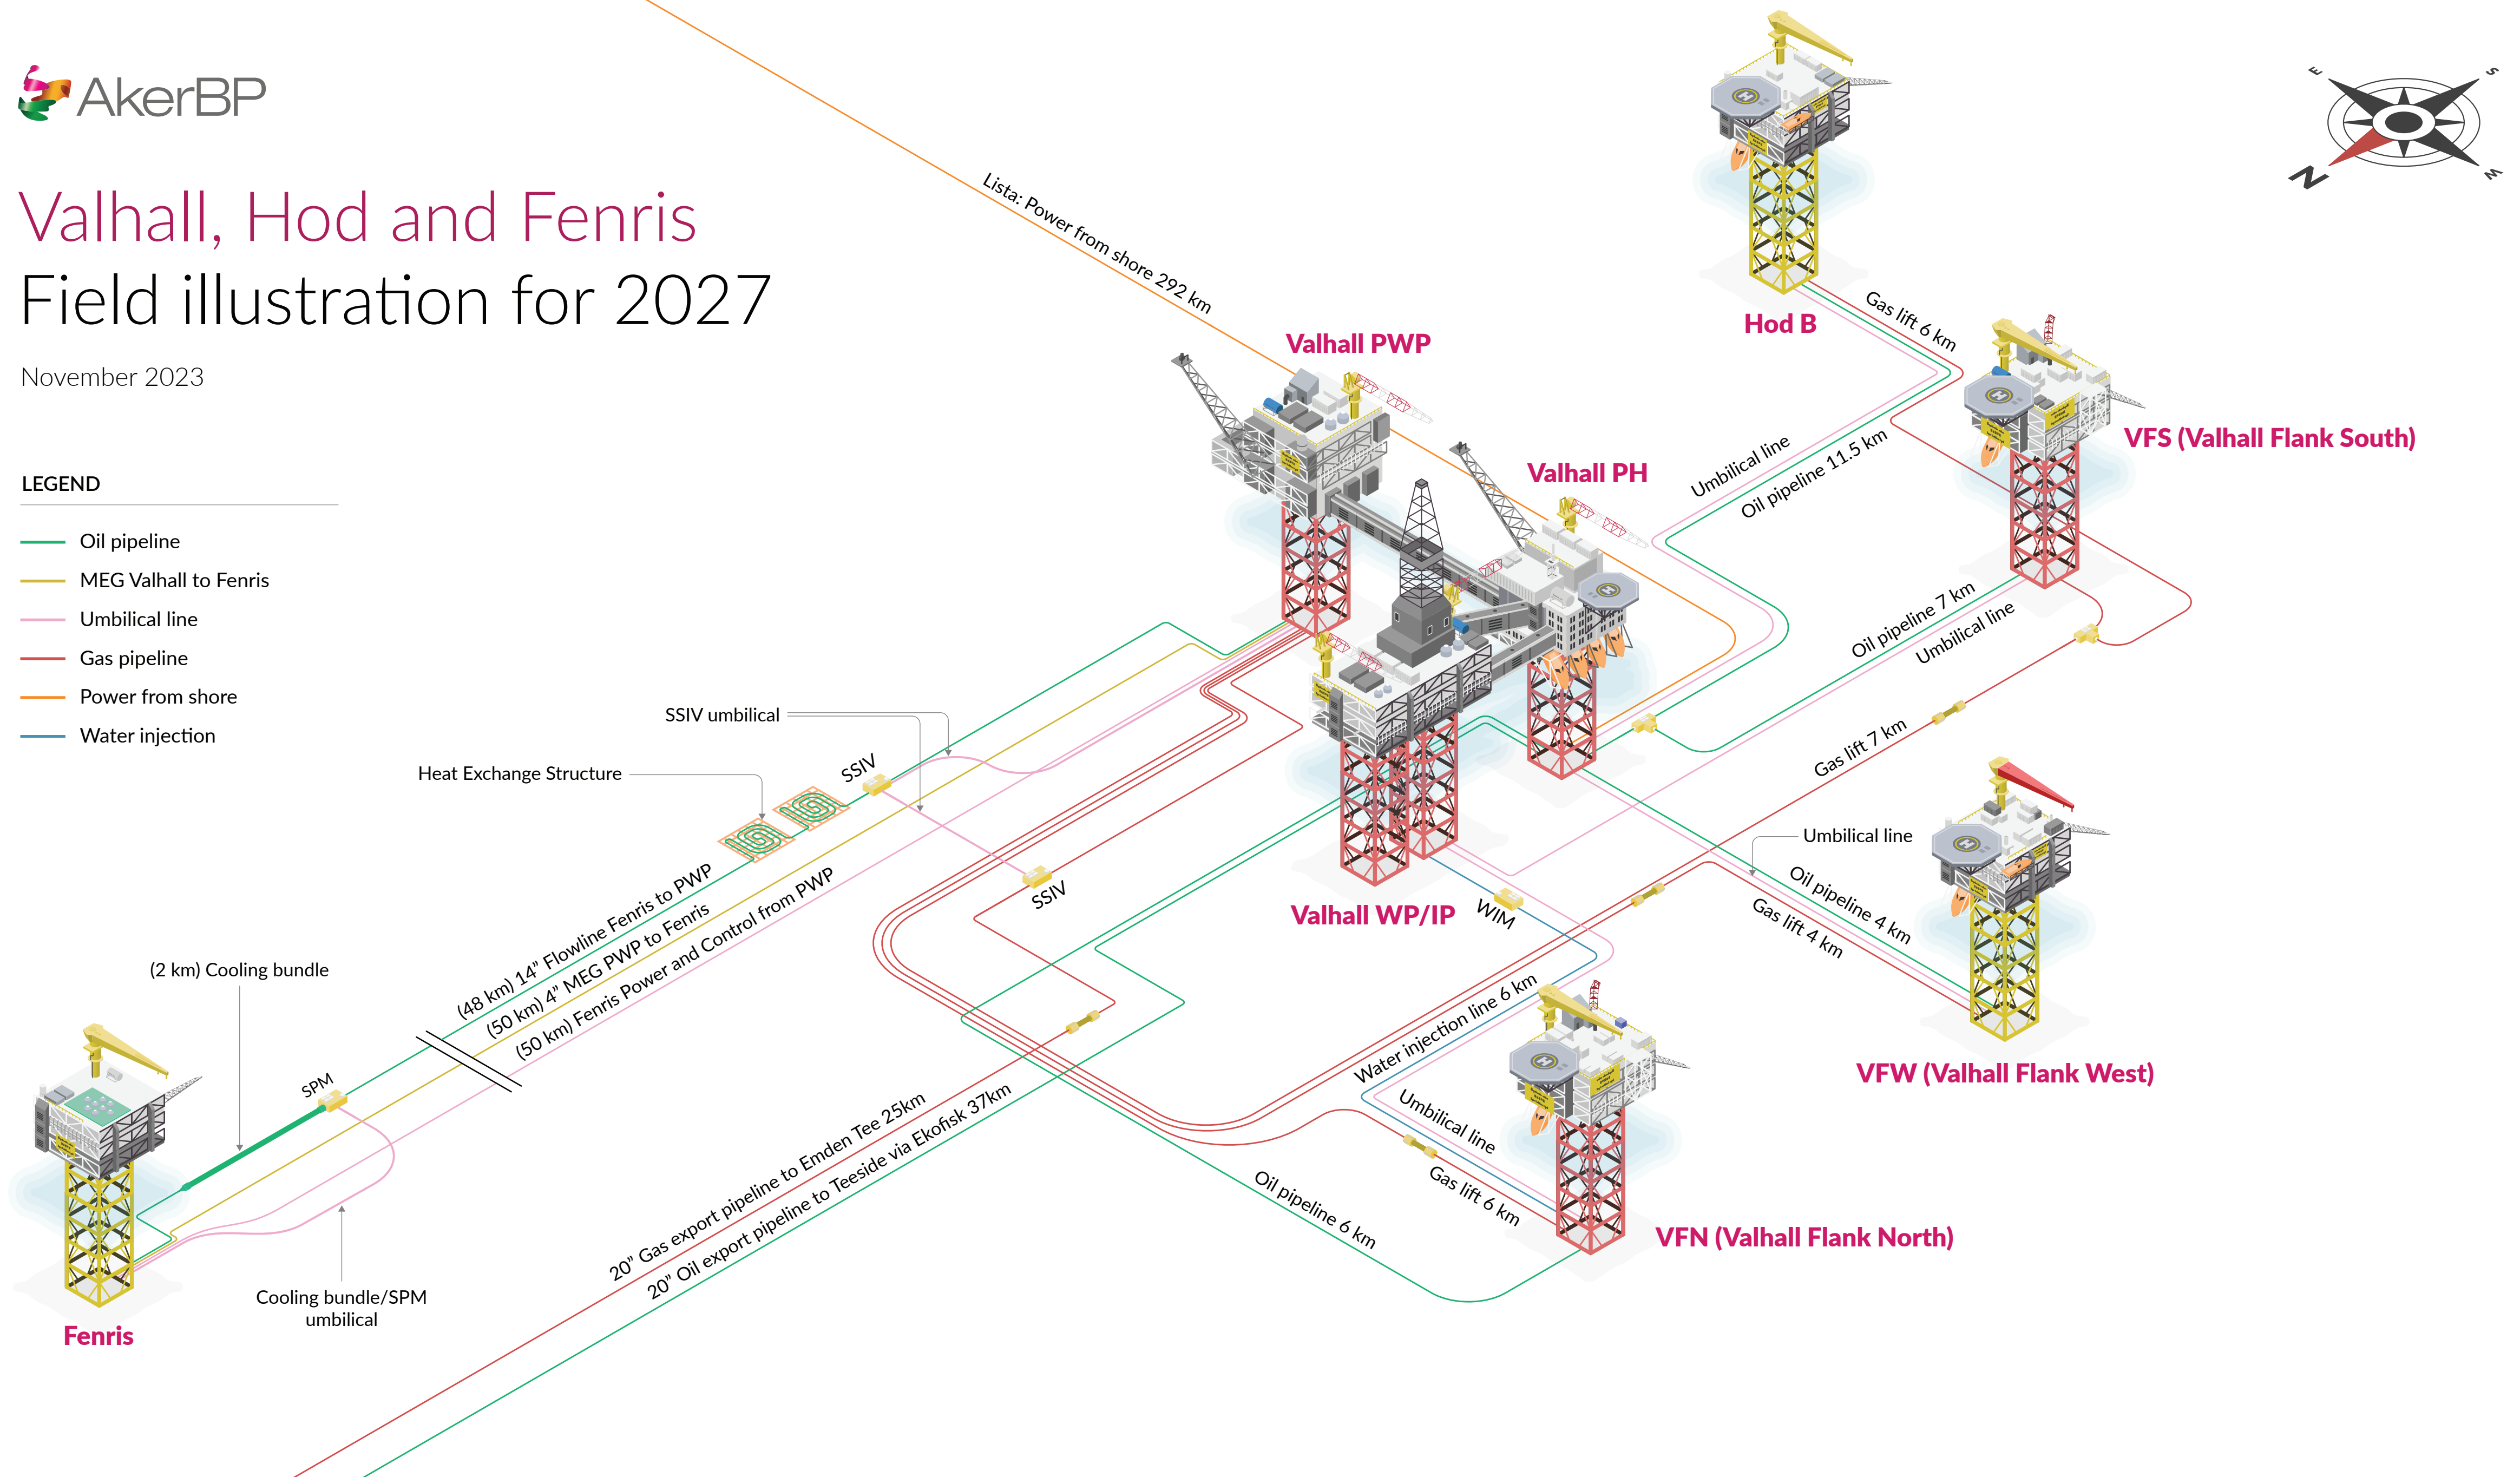 AkerBP
Valhall, Hod and Fenris
Field illustration for 2027
November 2023
LEGEND
Oil pipeline
MEG Valhall to Fenris
Umbilical line
Gas pipeline
Power from shore
Water injection
E
S
N
W
Lista: Power from shore 292 km
Valhall PWP
Valhall PH
Hod B
Gas lift 6 km
VFS (Valhall Flank South)
Umbilical line
Oil pipeline 11.5 km
Oil pipeline 7 km
Umbilical line
Gas lift 7 km
SSIV umbilical
Heat Exchange Structure
SSIV
SSIV
Valhall WP/IP
WIM
Umbilical line
Oil pipeline 4 km
Gas lift 4 km
VFW (Valhall Flank West)
(48 km) 14” Flowline Fenris to PWP
(50 km) 4” MEG PWP to Fenris
(50 km) Fenris Power and Control from PWP
(2 km) Cooling bundle
SPM
Water injection line 6 km
Umbilical line
Gas lift 6 km
Oil pipeline 6 km
VFN (Valhall Flank North)
20” Gas export pipeline to Emden Tee 25km
20” Oil export pipeline to Teeside via Ekofisk 37km
Cooling bundle/SPM
umbilical
Fenris
H
H
H
H
H